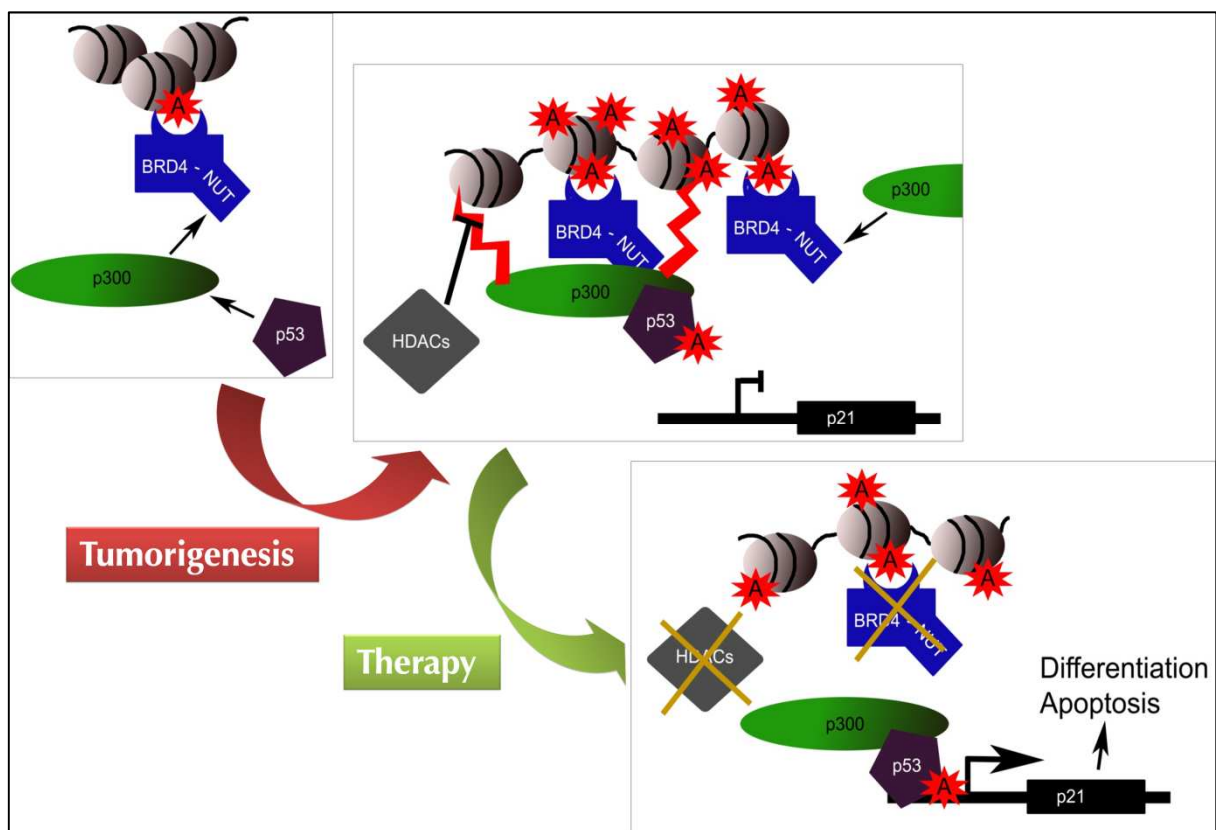 A
BRD4 - NUT
p300
p53
A
A
A
A
A
A
A
p300
BRD4 - NUT
BRD4 - NUT
p300
p53
A
HDACs
p21
Tumorigenesis
Therapy
A
A
A
A
BRD4 - NUT
HDACs
Differentiation
Apoptosis
p300
p53
A
p21